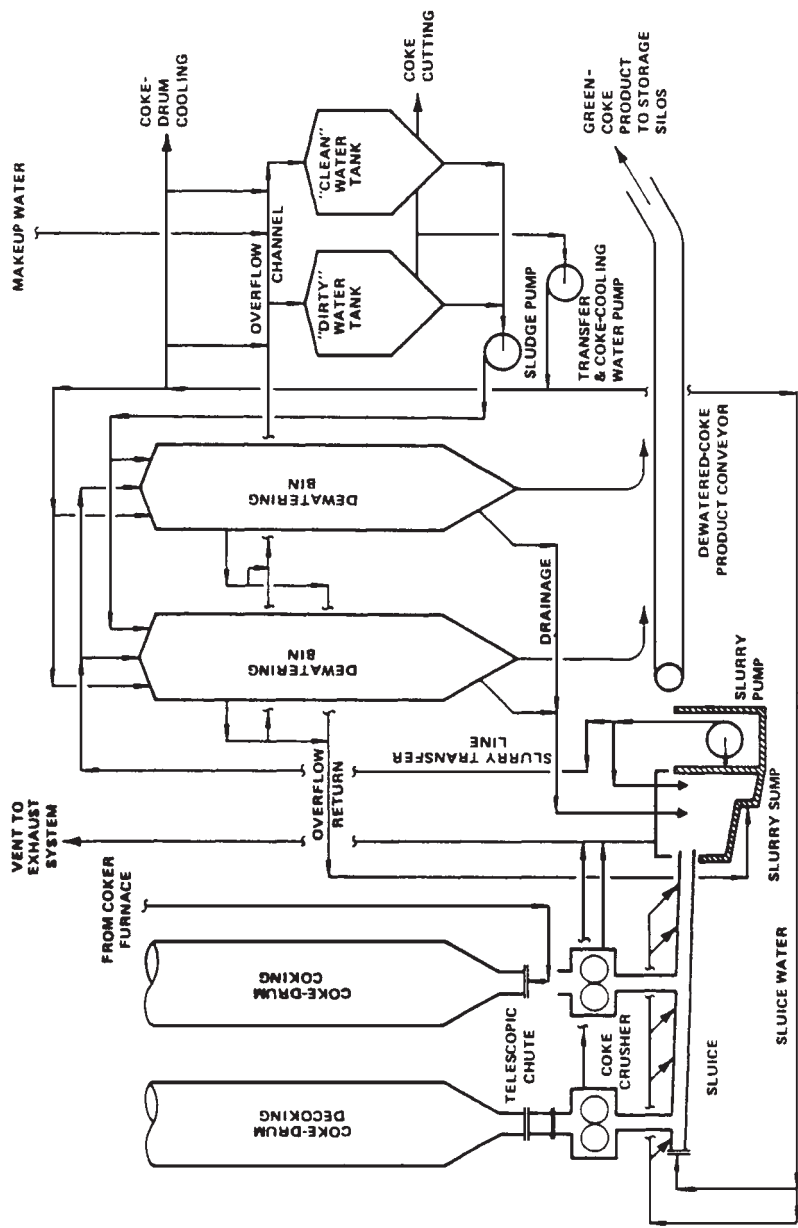 MAKEUP WATER
COKE-
DRUM
COOLING
COKE
CUTTING
GREEN-
COKE
PRODUCT
TO STORAGE
SILOS
OVERFLOW
CHANNEL
"CLEAN"
WATER
TANK
"DIRTY"
WATER
TANK
SLUDGE PUMP
TRANSFER
& COKE-COOLING
WATER PUMP
DEWATERING
BIN
DEWATERING
BIN
DRAINAGE
DEWATERED-COKE
PRODUCT CONVEYOR
SLURRY
PUMP
SLURRY TRANSFER
LINE
OVERFLOW
RETURN
VENT TO
EXHAUST
SYSTEM
FROM COKER
FURNACE
SLURRY SUMP
COKE-DRUM
COKING
COKE-DRUM
DECOKING
TELESCOPIC
CHUTE
COKE
CRUSHER
SLUICE
SLUICE WATER